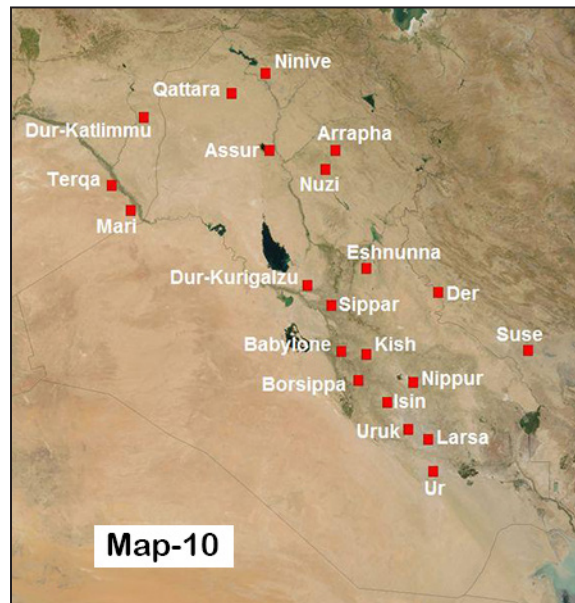 Ninive
Qattara
Dur-Katlimmu
Assur
Arrapha
Nuzi
Terqa
Mari
Eshnunna
Dur-Kurigalzu
Der
Sippar
Suse
Babylone
Kish
Borsippa
Nippur
Isin
Uruk
Larsa
Ur
Map-10